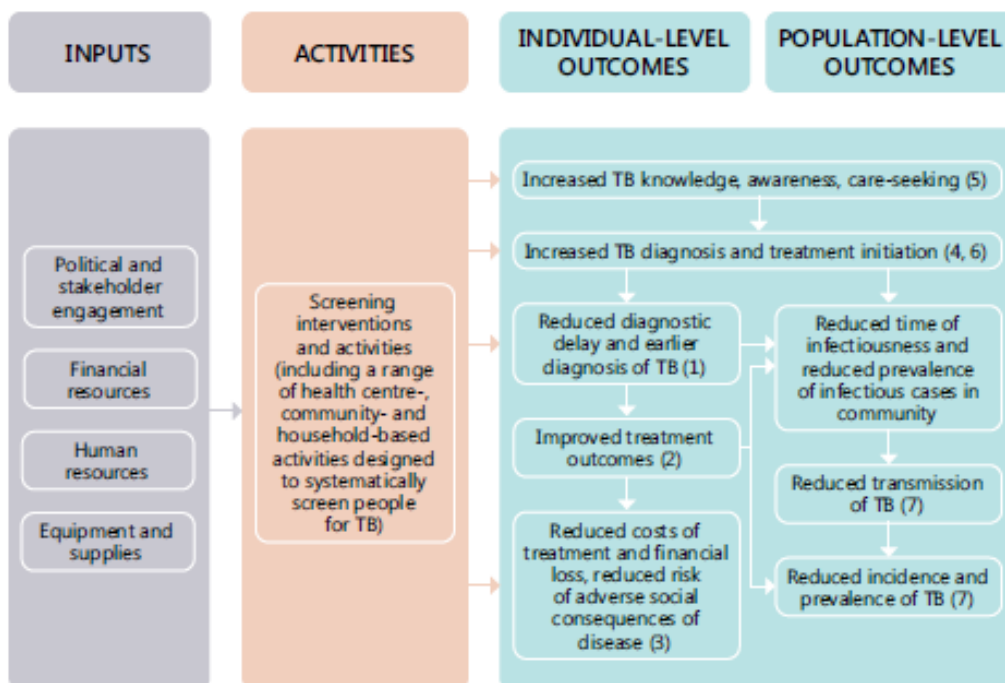 INPUTS
ACTIVITIES
INDIVIDUAL-LEVEL
OUTCOMES
POPULATION-LEVEL
OUTCOMES
Political and
stakeholder
engagement
Financial
resources
Human
resources
Equipment and
supplies
Screening
interventions
and activities
(including a range
of health centre-,
community- and
household-based
activities designed
to systematically
screen people
for TB)
Increased TB knowledge, awareness, care-seeking (5)
Increased TB diagnosis and treatment initiation (4, 6)
Reduced diagnostic
delay and earlier
diagnosis of TB (1)
Improved treatment
outcomes (2)
Reduced costs of
treatment and financial
loss, reduced risk
of adverse social
consequences of
disease (3)
Reduced time of
infectiousness and
reduced prevalence
of infectious cases in
community
Reduced transmission
of TB (7)
Reduced incidence and
prevalence of TB (7)